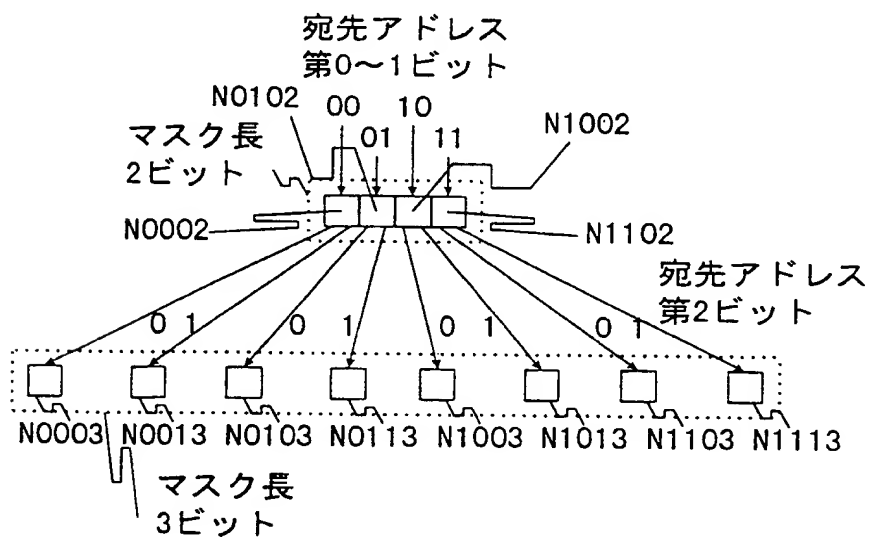 宛先アドレス
第0〜1ビット
N0102
00
10
マスク長
2ビット
01
11
N1002
N0002
N1102
宛先アドレス
第2ビット
0 1
0 1
0 1
0 1
N0003 N0013 N0103 N0113 N1003 N1013 N1103 N1113
マスク長
3ビット